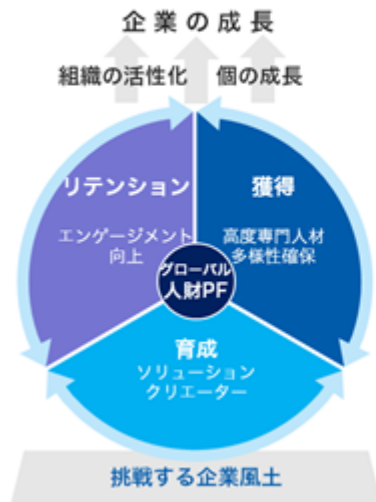 企業の成長
組織の活性化 個の成長
リテンション
エンゲージメント
向上
獲得
高度専門人材
多様性確保
グローバル
人財PF
育成
ソリューション
クリエーター
挑戦する企業風土